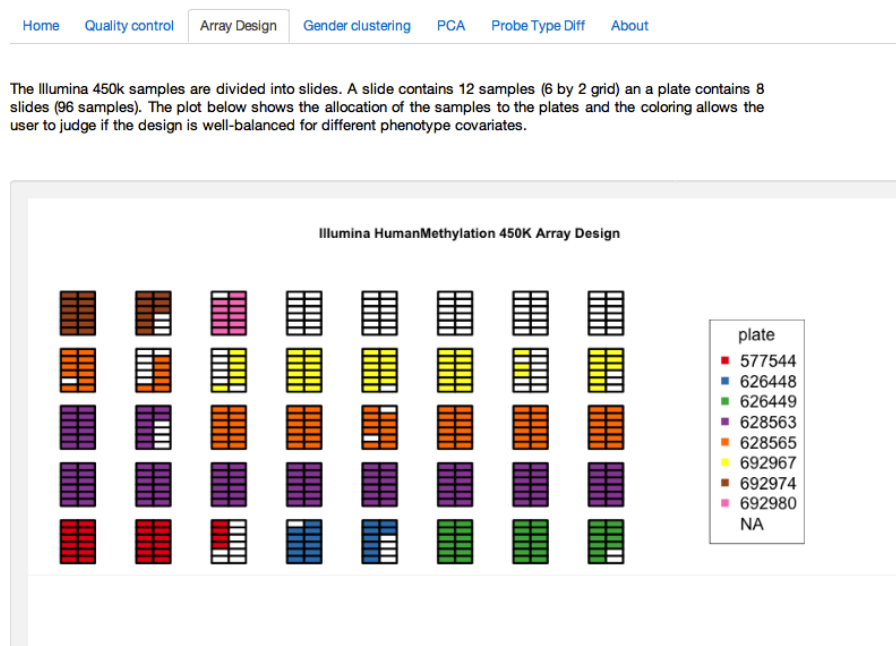 Home Quality control Array Design Gender clustering PCA Probe Type Diff About
The Illumina 450k samples are divided into slides. A slide contains 12 samples (6 by 2 grid) an a plate contains 8
slides (96 samples). The plot below shows the allocation of the samples to the plates and the coloring allows the
user to judge if the design is well-balanced for different phenotype covariates.
Illumina HumanMethylation 450K Array Design
plate
577544
626448
626449
628563
628565
692967
692974
692980
NA